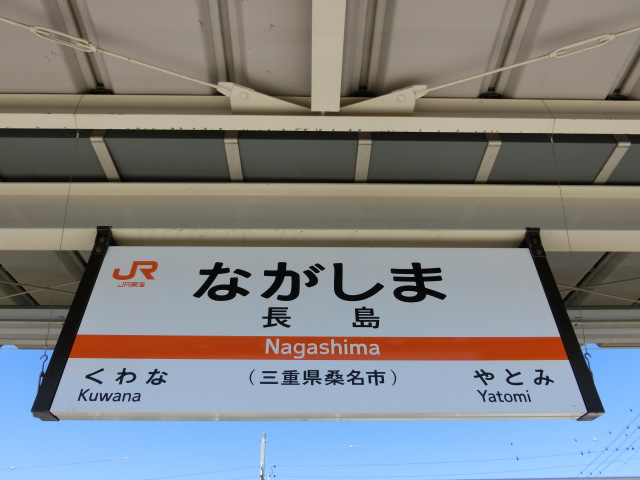 JR
JR東海
ながしま
長島
Nagashima
くわな
Kuwana
（三重県桑名市）
やとみ
Yatomi